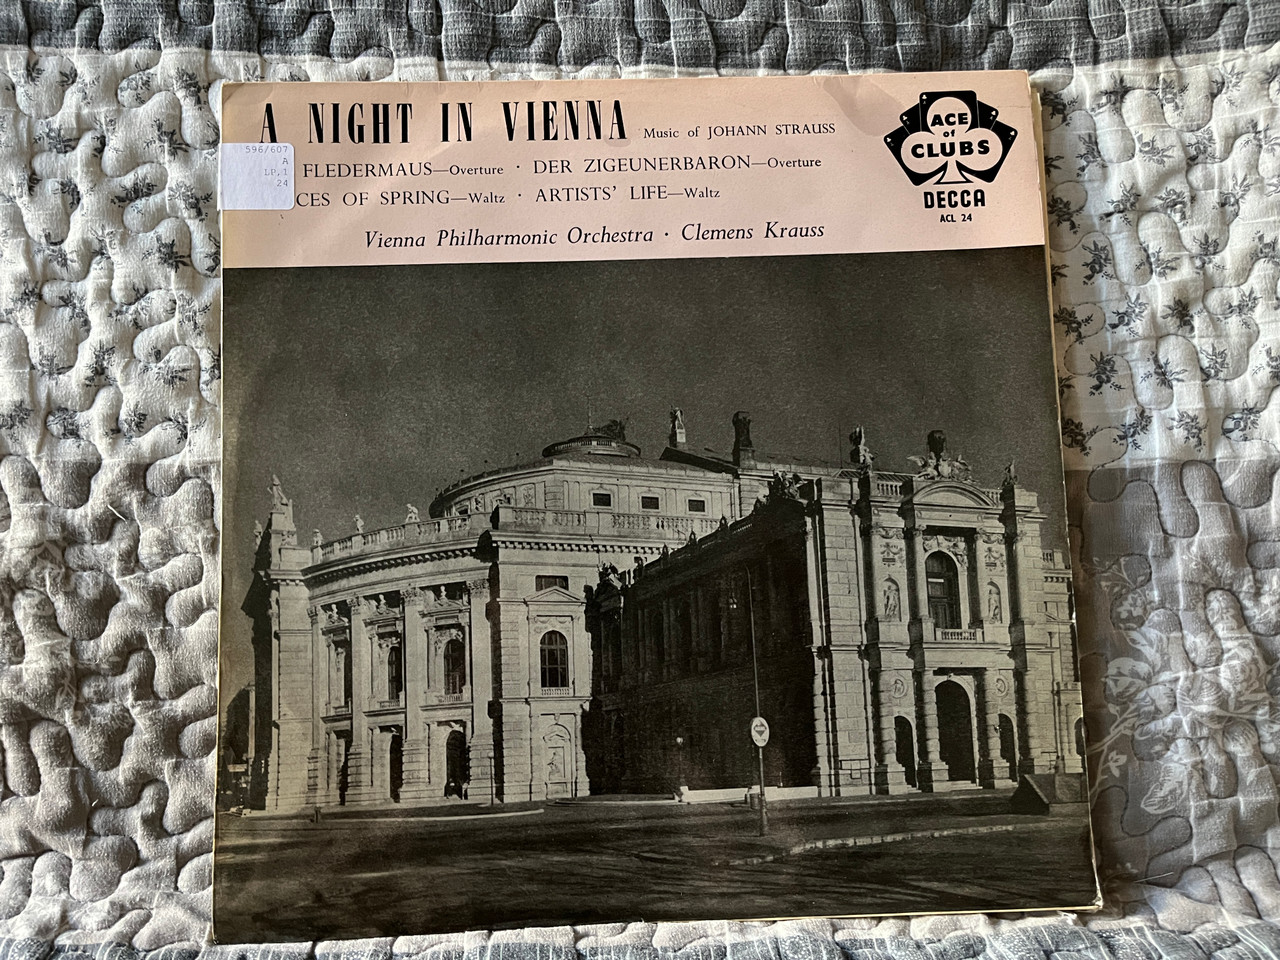 A NIGHT IN VIENNA Music of JOHANN STRAUSS
FLEDERMAUS—Overture · DER ZIGEUNERBARON—Overture
CES OF SPRING—Waltz · ARTISTS' LIFE—Waltz
Vienna Philharmonic Orchestra · Clemens Krauss
596/607
A
LP.1
24
ACE
of
CLUBS
DECCA
ACL 24